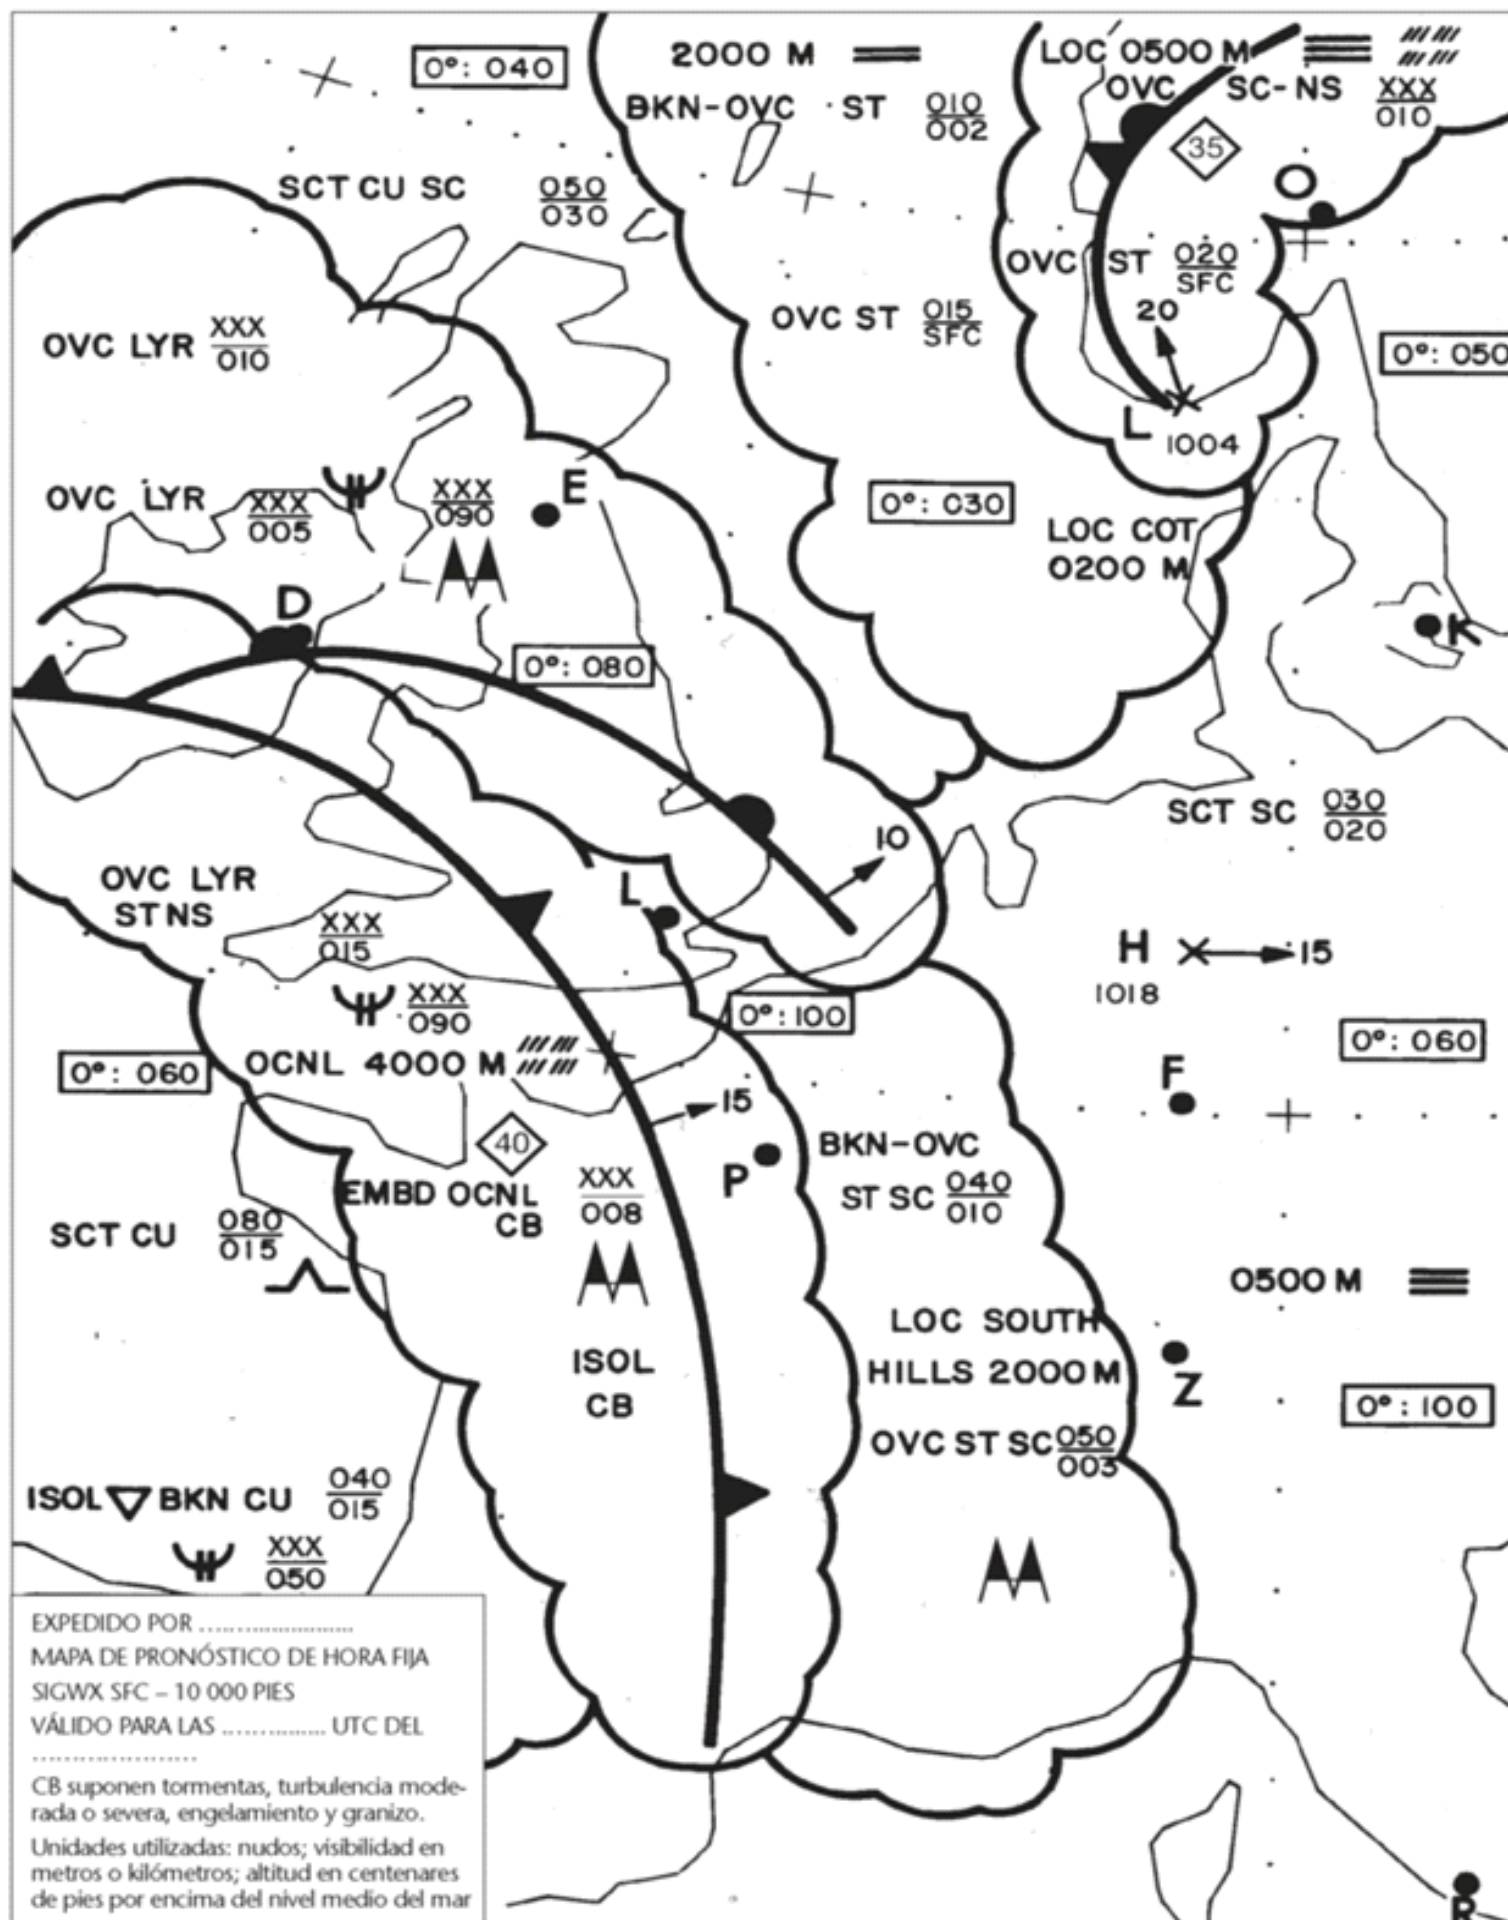 0°: 040
2000 M
BKN-OVC ST 010
002
LOC 0500 M
OVC SC-NS XXX
010
35
O
SCT CU SC 050
030
OVC ST 020
SFC
20
OVC ST 015
SFC
0°: 050
L 1004
OVC LYR XXX
010
OVC LYR XXX
005
XXX
090
E
0°: 030
LOC COT
0200 M
K
D
0°: 080
SCT SC 030
020
10
OVC LYR
ST NS
XXX
015
L
H 15
1018
XXX
090
0°: 100
0°: 060
0°: 060
OCNL 4000 M
F
15
40
BKN-OVC
ST SC 040
010
P
EMBD OCNL
CB
XXX
008
SCT CU 080
015
0500 M
LOC SOUTH
HILLS 2000 M
Z
ISOL
CB
0°: 100
OVC ST SC 050
003
ISOL BKN CU 040
015
XXX
050
EXPEDIDO POR .....................
MAPA DE PRONÓSTICO DE HORA FIJA
SIGWX SFC – 10 000 PIES
VÁLIDO PARA LAS ............... UTC DEL
.....................
CB suponen tormentas, turbulencia mode-
rada o severa, engelamiento y granizo.
Unidades utilizadas: nudos; visibilidad en
metros o kilómetros; altitud en centenares
de pies por encima del nivel medio del mar
R